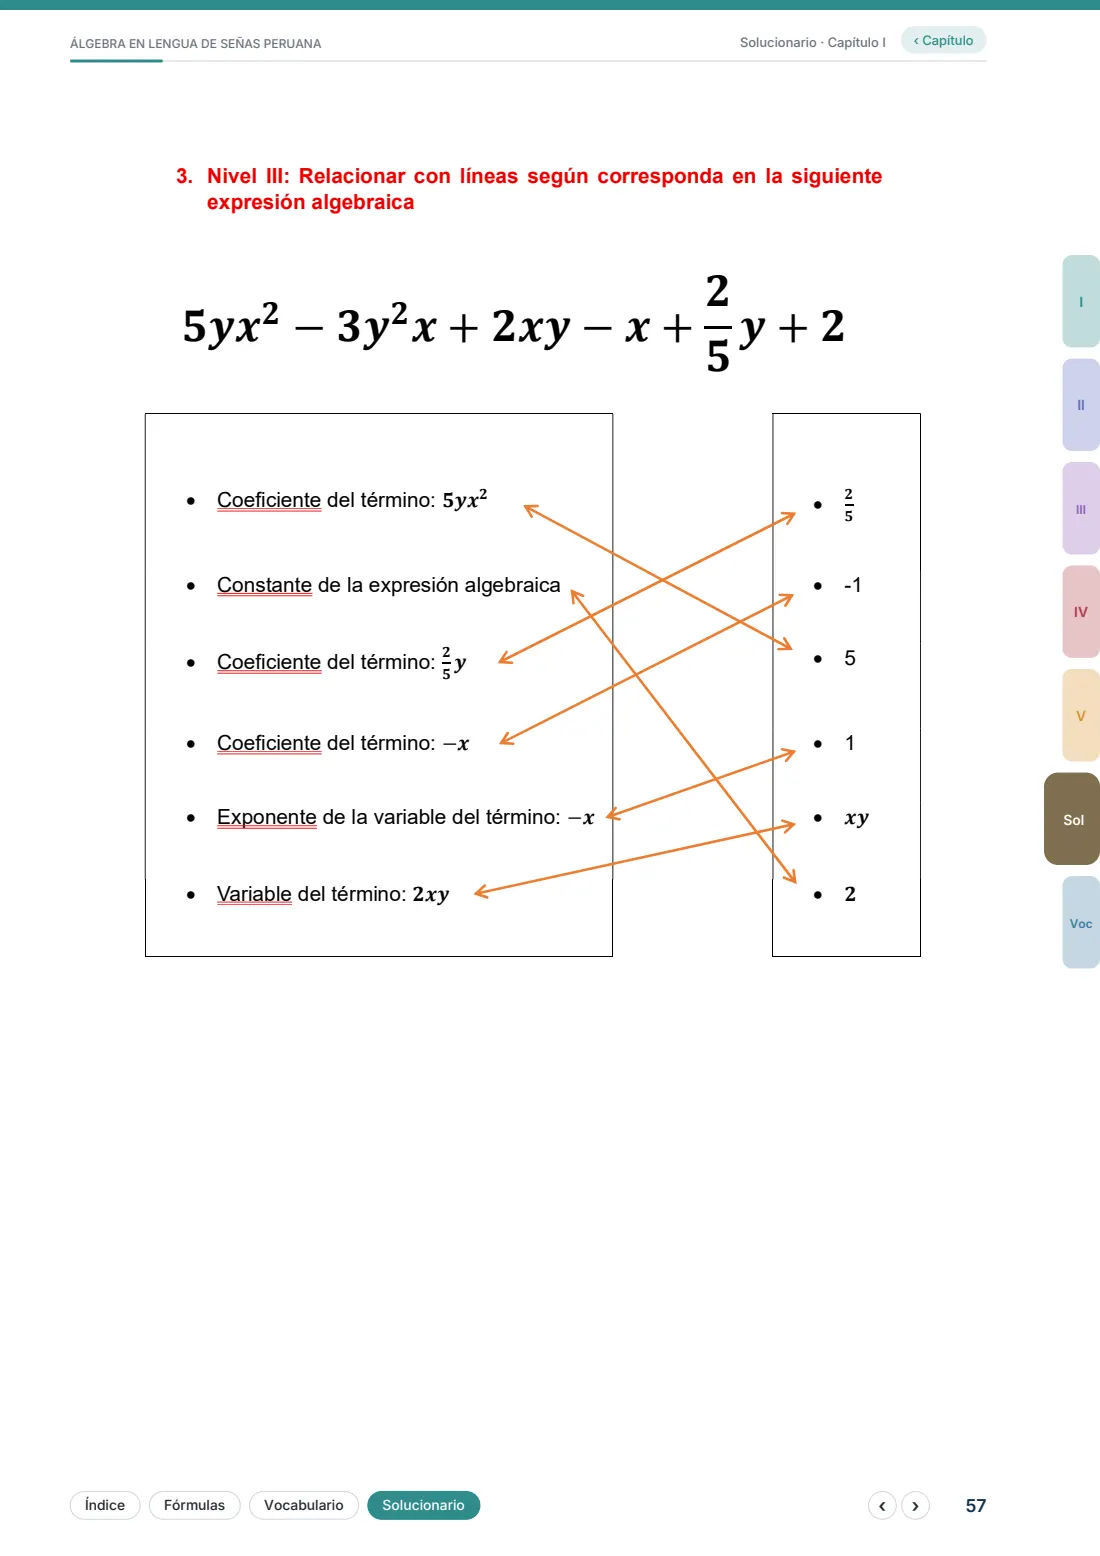 ÁLGEBRA EN LENGUA DE SEÑAS PERUANA
Solucionario · Capítulo I
‹ Capítulo
3. Nivel III: Relacionar con líneas según corresponda en la siguiente
expresión algebraica
5yx² − 3y²x + 2xy − x + 2/5 y + 2
• Coeficiente del término: 5yx²
• Constante de la expresión algebraica
• Coeficiente del término: 2/5 y
• Coeficiente del término: −x
• Exponente de la variable del término: −x
• Variable del término: 2xy
• 2/5
• -1
• 5
• 1
• xy
• 2
I
II
III
IV
V
Sol
Voc
Índice
Fórmulas
Vocabulario
Solucionario
‹
›
57